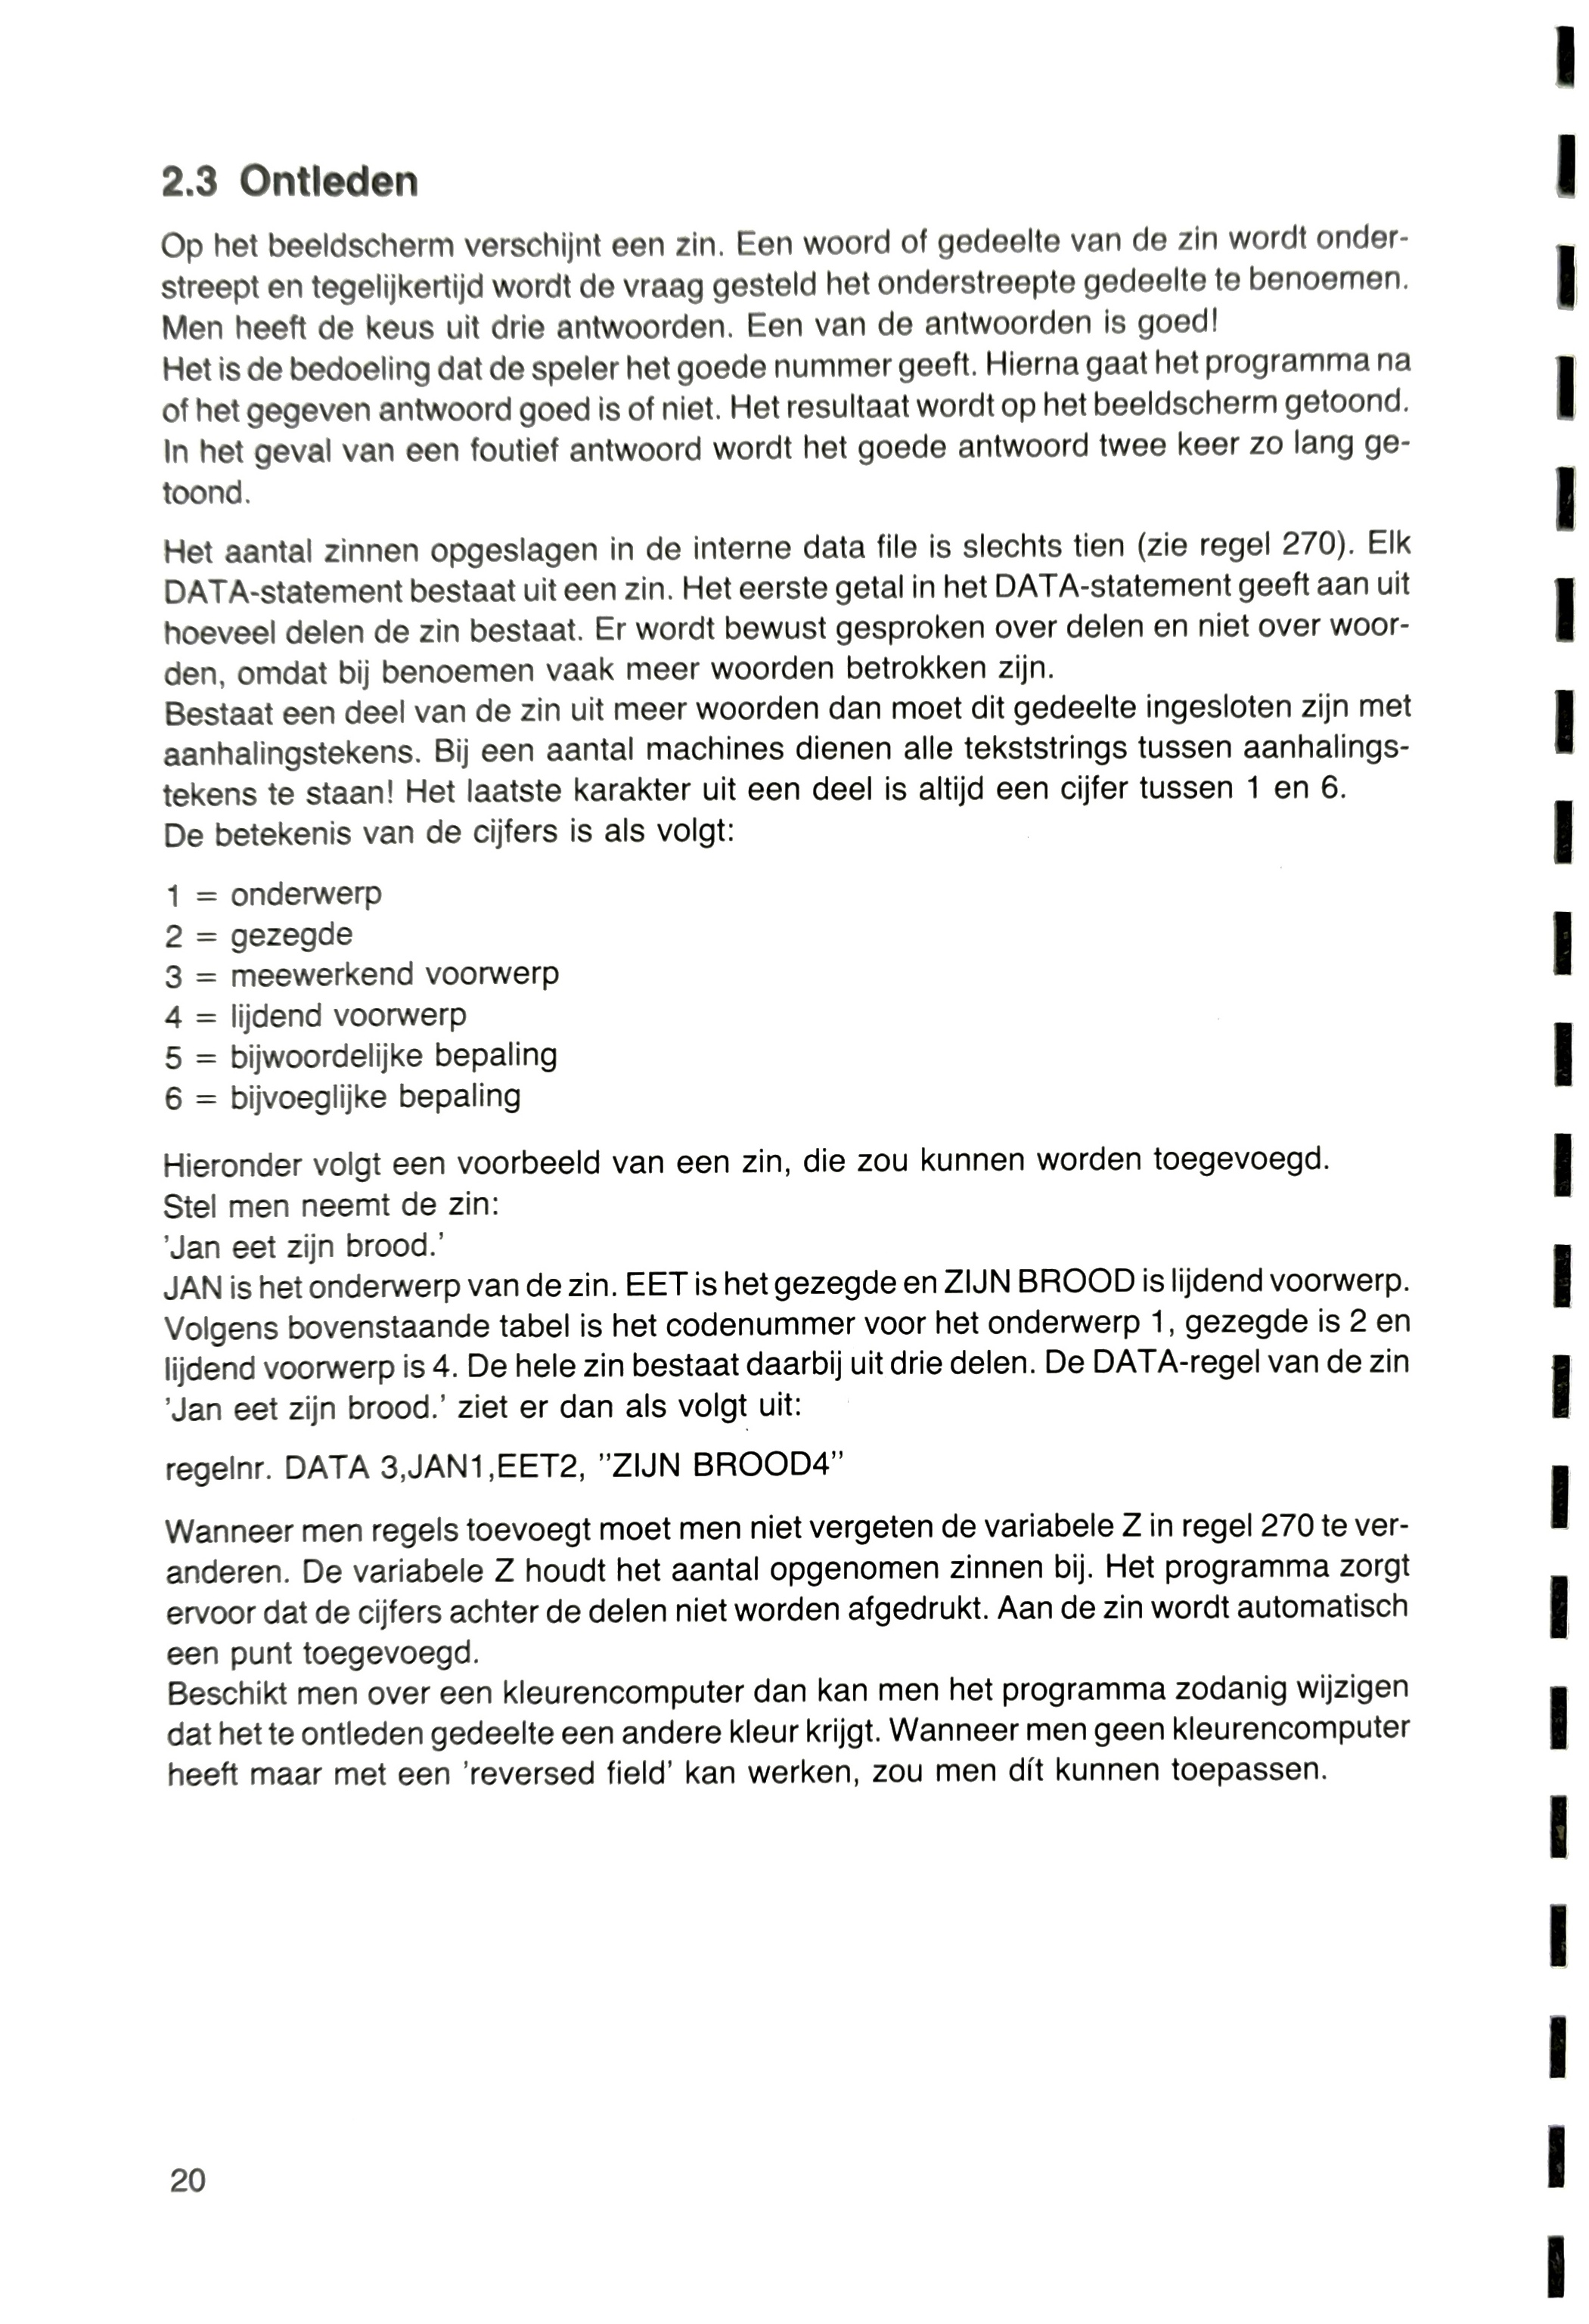 2.3 Ontleden
Op het beeldscherm verschijnt een zin. Een woord of gedeelte van de zin wordt onder-
streept en tegelijkertijd wordt de vraag gesteld het onderstreepte gedeelte te benoemen.
Men heeft de keus uit drie antwoorden. Een van de antwoorden is goed!
Het is de bedoeling dat de speler het goede nummer geeft. Hierna gaat het programma na
of het gegeven antwoord goed is of niet. Het resultaat wordt op het beeldscherm getoond.
In het geval van een foutief antwoord wordt het goede antwoord twee keer zo lang ge-
toond.
Het aantal zinnen opgeslagen in de interne data file is slechts tien (zie regel 270). Elk
DATA-statement bestaat uit een zin. Het eerste getal in het DATA-statement geeft aan uit
hoeveel delen de zin bestaat. Er wordt bewust gesproken over delen en niet over woor-
den, omdat bij benoemen vaak meer woorden betrokken zijn.
Bestaat een deel van de zin uit meer woorden dan moet dit gedeelte ingesloten zijn met
aanhalingstekens. Bij een aantal machines dienen alle tekststrings tussen aanhalings-
tekens te staan! Het laatste karakter uit een deel is altijd een cijfer tussen 1 en 6.
De betekenis van de cijfers is als volgt:
1 = onderwerp
2 = gezegde
3 = meewerkend voorwerp
4 = lijdend voorwerp
5 = bijwoordelijke bepaling
6 = bijvoeglijke bepaling
Hieronder volgt een voorbeeld van een zin, die zou kunnen worden toegevoegd.
Stel men neemt de zin:
'Jan eet zijn brood.'
JAN is het onderwerp van de zin. EET is het gezegde en ZIJN BROOD is lijdend voorwerp.
Volgens bovenstaande tabel is het codenummer voor het onderwerp 1, gezegde is 2 en
lijdend voorwerp is 4. De hele zin bestaat daarbij uit drie delen. De DATA-regel van de zin
'Jan eet zijn brood.' ziet er dan als volgt uit:
regelnr. DATA 3,JAN1,EET2, "ZIJN BROOD4"
Wanneer men regels toevoegt moet men niet vergeten de variabele Z in regel 270 te ver-
anderen. De variabele Z houdt het aantal opgenomen zinnen bij. Het programma zorgt
ervoor dat de cijfers achter de delen niet worden afgedrukt. Aan de zin wordt automatisch
een punt toegevoegd.
Beschikt men over een kleurencomputer dan kan men het programma zodanig wijzigen
dat het te ontleden gedeelte een andere kleur krijgt. Wanneer men geen kleurencomputer
heeft maar met een 'reversed field' kan werken, zou men dít kunnen toepassen.
20